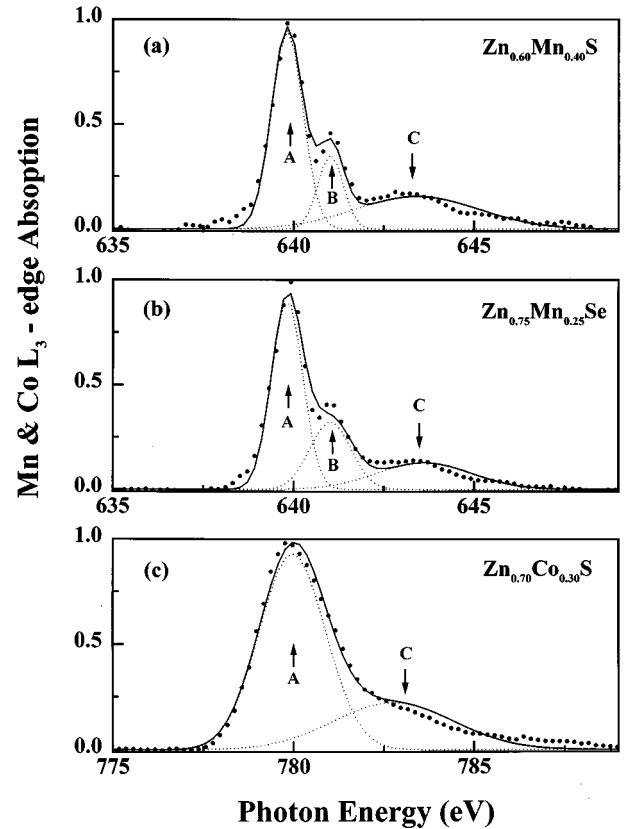 Mn & Co L₃ - edge Absoption
(a)
Zn₀.₆₀Mn₀.₄₀S
1.0
0.5
0.0
A
B
C
635
640
645
(b)
Zn₀.₇₅Mn₀.₂₅Se
1.0
0.5
0.0
A
B
C
635
640
645
(c)
Zn₀.₇₀Co₀.₃₀S
1.0
0.5
0.0
A
C
775
780
785
Photon Energy (eV)